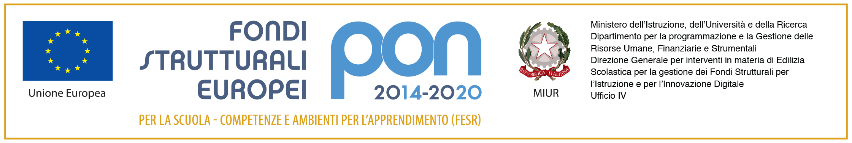 Unione Europea
FONDI
STRUTTURALI
EUROPEI
pon
2014-2020
PER LA SCUOLA - COMPETENZE E AMBIENTI PER L'APPRENDIMENTO (FESR)
MIUR
Ministero dell'Istruzione, dell'Università e della Ricerca
Dipartimento per la programmazione e la Gestione delle
Risorse Umane, Finanziarie e Strumentali
Direzione Generale per interventi in materia di Edilizia
Scolastica per la gestione dei Fondi Strutturali per
l'Istruzione e per l'Innovazione Digitale
Ufficio IV